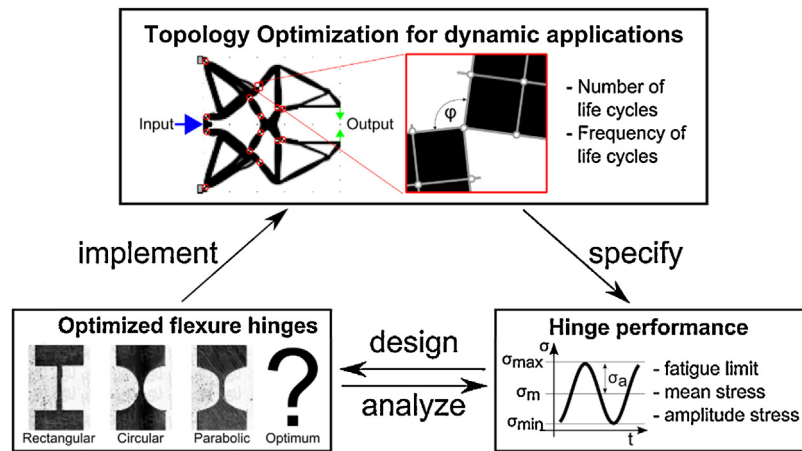 Topology Optimization for dynamic applications
Input
Output
φ
- Number of
life cycles
- Frequency of
life cycles
implement
specify
Optimized flexure hinges
Rectangular
Circular
Parabolic
?
Optimum
design
analyze
Hinge performance
σ
σmax
σa
σm
σmin
t
- fatigue limit
- mean stress
- amplitude stress